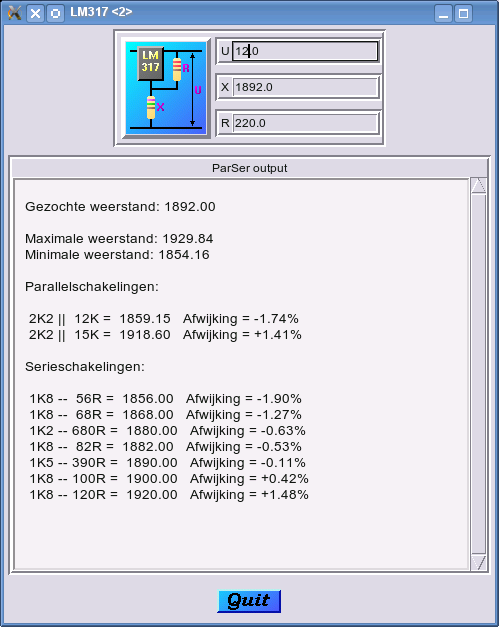 LM317 <2>
LM
317
R
U
X
U 12.0
X 1892.0
R 220.0
ParSer output
Gezochte weerstand: 1892.00
Maximale weerstand: 1929.84
Minimale weerstand: 1854.16
Parallelschakelingen:
2K2 || 12K = 1859.15 Afwijking = -1.74%
2K2 || 15K = 1918.60 Afwijking = +1.41%
Serieschakelingen:
1K8 -- 56R = 1856.00 Afwijking = -1.90%
1K8 -- 68R = 1868.00 Afwijking = -1.27%
1K2 -- 680R = 1880.00 Afwijking = -0.63%
1K8 -- 82R = 1882.00 Afwijking = -0.53%
1K5 -- 390R = 1890.00 Afwijking = -0.11%
1K8 -- 100R = 1900.00 Afwijking = +0.42%
1K8 -- 120R = 1920.00 Afwijking = +1.48%
Quit